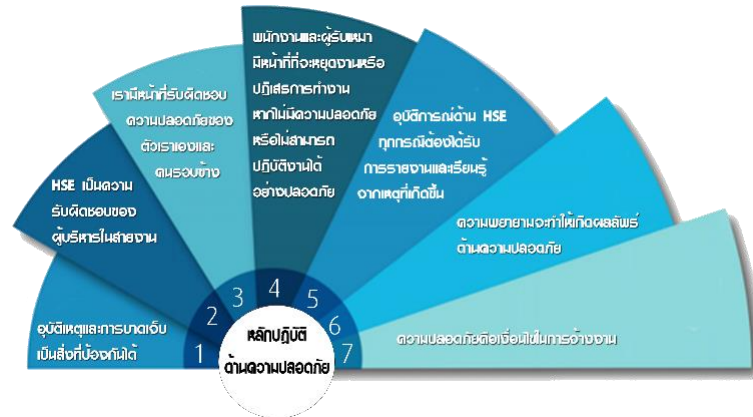 อุบัติเหตุและการบาดเจ็บ
เป็นสิ่งที่ป้องกันได้
1
HSE เป็นความ
รับผิดชอบของ
ผู้บริหารในสายงาน
2
เรามีหน้าที่รับผิดชอบ
ความปลอดภัยของ
ตัวเราเองและ
คนรอบข้าง
3
พนักงานและผู้รับเหมา
มีหน้าที่ที่จะหยุดงานหรือ
ปฏิเสธการทำงาน
หากไม่มีความปลอดภัย
หรือไม่สามารถ
ปฏิบัติงานได้
อย่างปลอดภัย
4
อุบัติการณ์ด้าน HSE
ทุกกรณีต้องได้รับ
การรายงานและเรียนรู้
จากเหตุที่เกิดขึ้น
5
ความพยายามจะทำให้เกิดผลลัพธ์
ด้านความปลอดภัย
6
ความปลอดภัยคือเงื่อนไขในการจ้างงาน
7
หลักปฏิบัติ
ด้านความปลอดภัย